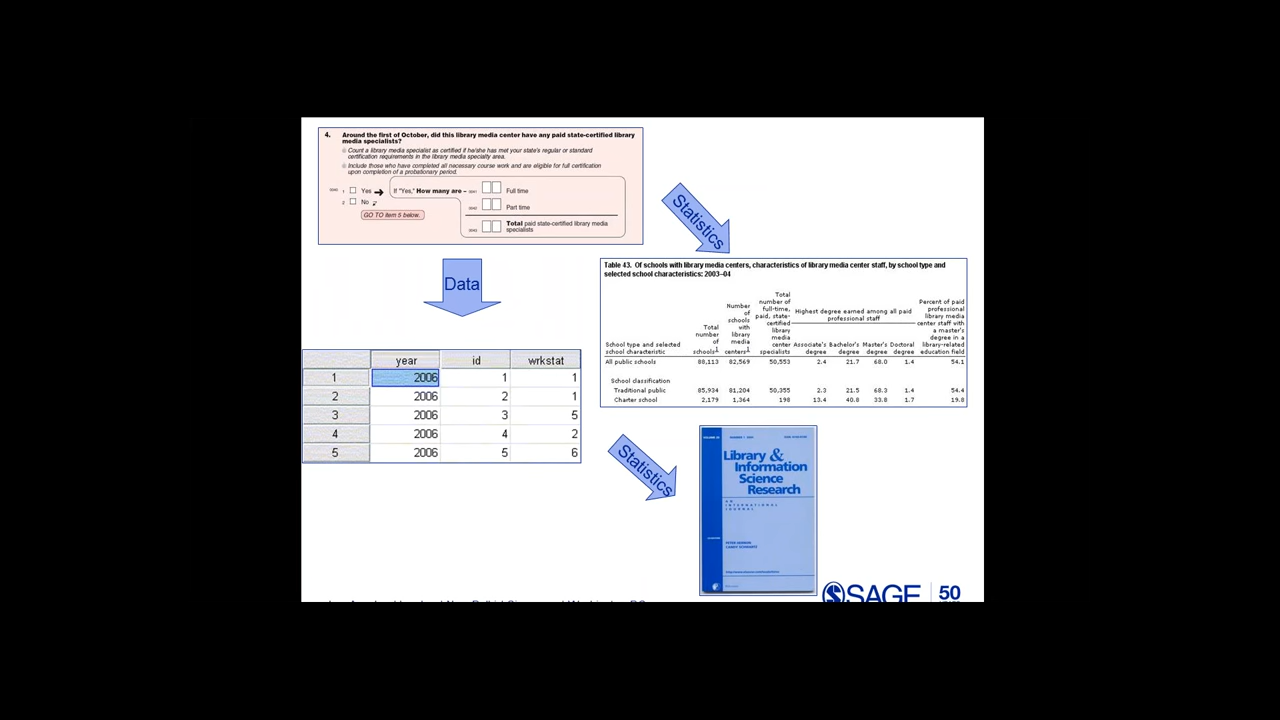 4. Around the first of October, did this library media center have any paid state-certified library
media specialists?
Count a library media specialist as certified if he/she has met your state's regular or standard
certification requirements in the library media specialty area.
Include those who have completed all necessary course work and are eligible for full certification
upon completion of a probationary period.
1 Yes
2 No
GO TO item 5 below.
If "Yes," How many are –
0041 Full time
0042 Part time
0043 Total paid state-certified library media
specialists
Data
Statistics
year id wrkstat
1 2006 1 1
2 2006 2 1
3 2006 3 5
4 2006 4 2
5 2006 5 6
Table 43. Of schools with library media centers, characteristics of library media center staff, by school type and
selected school characteristics: 2003–04
School type and selected
school characteristic
Total
number
of
schools1
Number
of
schools
with
library
media
centers1
Total
number of
full-time,
paid, state-
certified
library
media
center
specialists
Highest degree earned among all paid
professional staff
Associate's
degree
Bachelor's
degree
Master's
degree
Doctoral
degree
Percent of paid
professional
library media
center staff with
a master's
degree in a
library-related
education field
All public schools 88,113 82,569 50,553 2.4 21.7 68.0 1.4 54.1
School classification
Traditional public 85,934 81,204 50,355 2.3 21.5 68.3 1.4 54.4
Charter school 2,179 1,364 198 13.4 40.8 33.8 1.7 19.8
Statistics
Library &
Information
Science
Research
AN
INTERNATIONAL
JOURNAL
SAGE
50